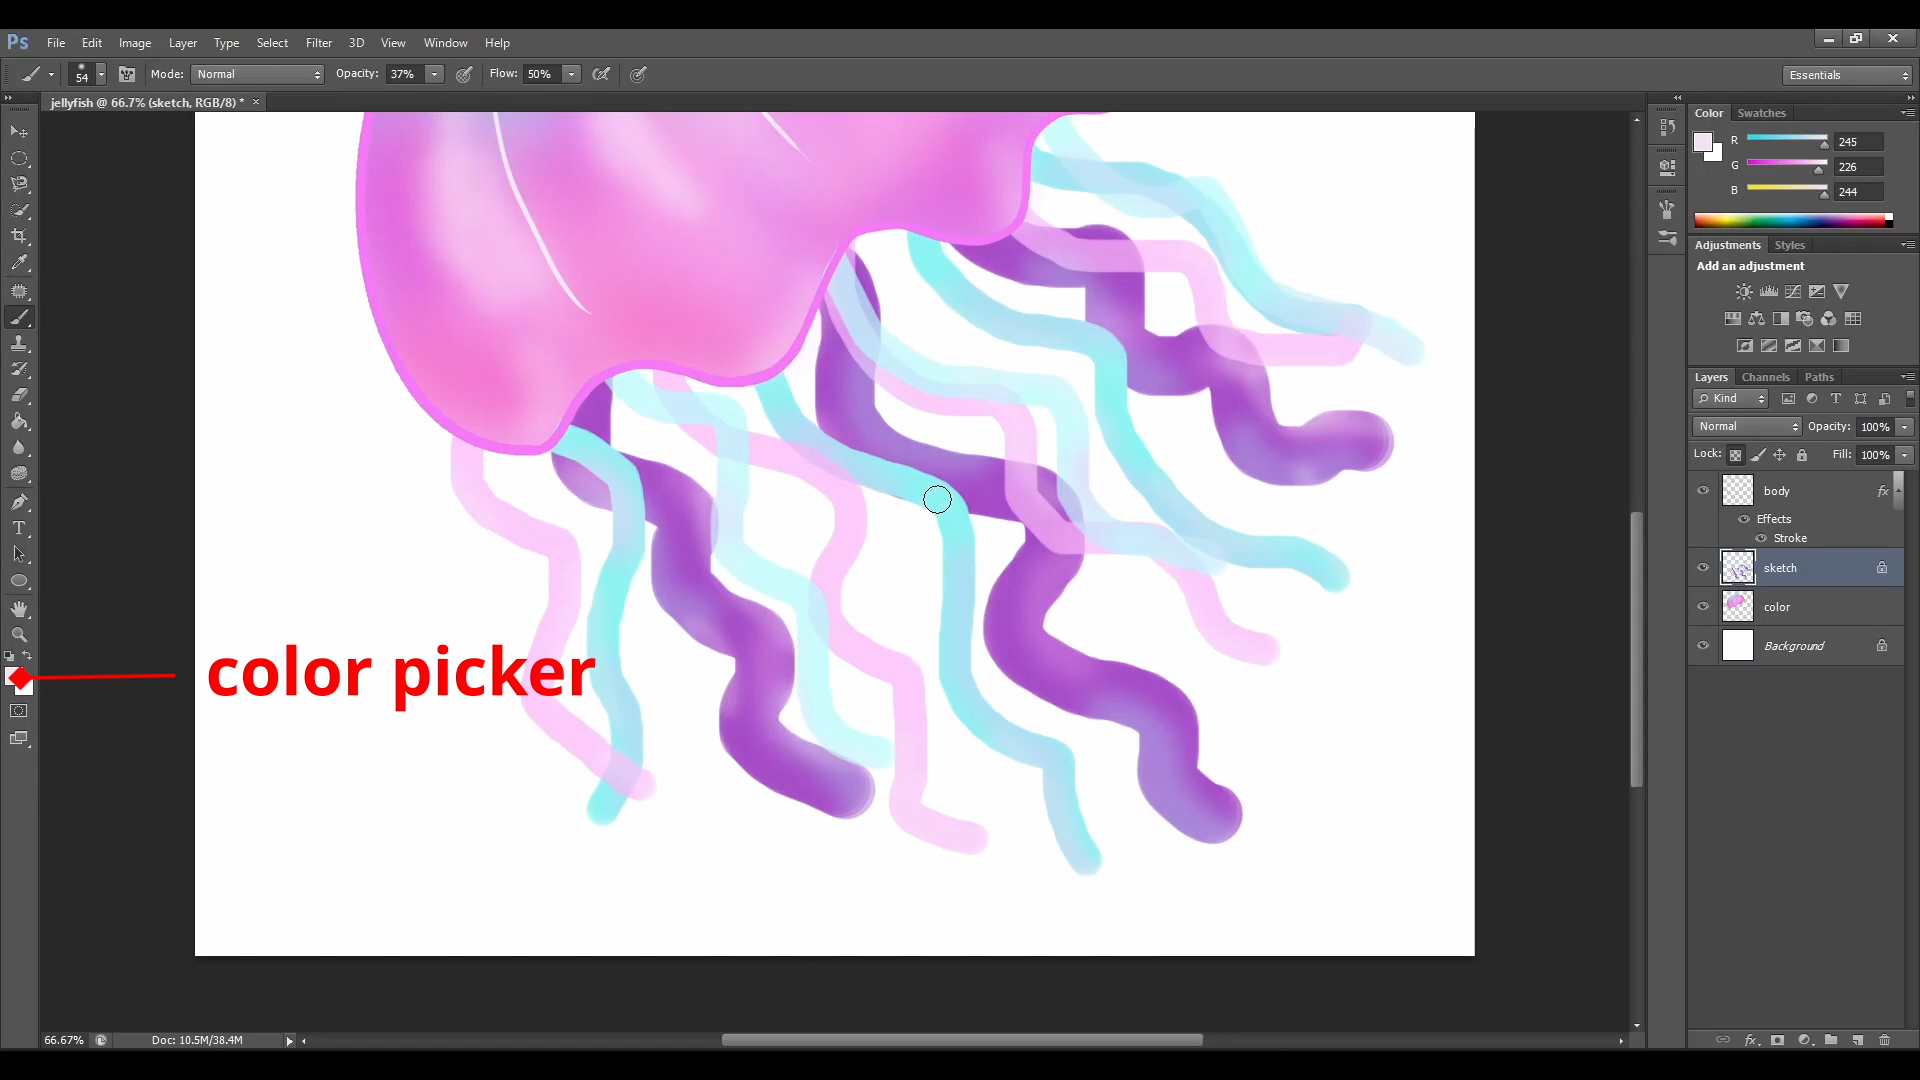 Ps File Edit Image Layer Type Select Filter 3D View Window Help
54 Mode: Normal Opacity: 37% Flow: 50% Essentials
jellyfish @ 66.7% (sketch, RGB/8) * ×
Color Swatches
R 245
G 226
B 244
Adjustments Styles
Add an adjustment
Layers Channels Paths
Kind
Normal Opacity: 100%
Lock: Fill: 100%
body fx
Effects
Stroke
sketch
color
Background
color picker
66.67% Doc: 10.5M/38.4M
fx